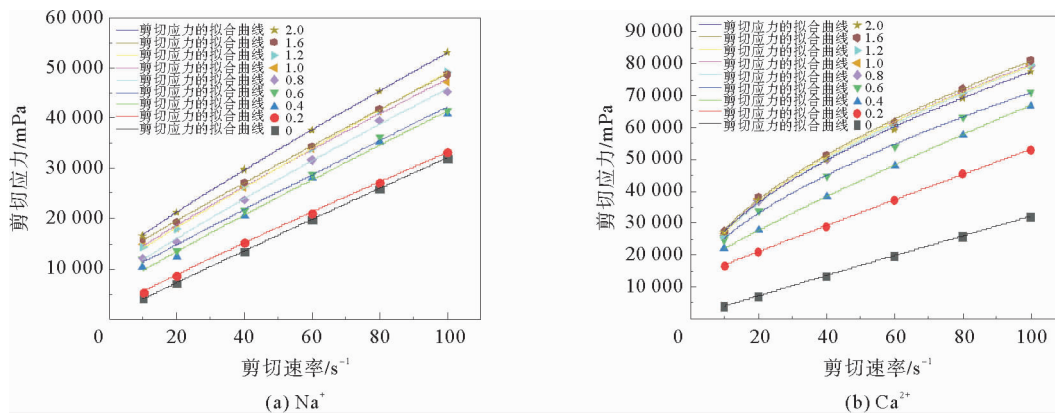 60 000
50 000
40 000
30 000
20 000
10 000
0
剪切应力/mPa
剪切应力的拟合曲线 2.0
剪切应力的拟合曲线 1.6
剪切应力的拟合曲线 1.2
剪切应力的拟合曲线 1.0
剪切应力的拟合曲线 0.8
剪切应力的拟合曲线 0.6
剪切应力的拟合曲线 0.4
剪切应力的拟合曲线 0.2
剪切应力的拟合曲线 0
20 40 60 80 100
剪切速率/s⁻¹
(a) Na⁺
90 000
80 000
70 000
60 000
50 000
40 000
30 000
20 000
10 000
0
剪切应力/mPa
剪切应力的拟合曲线 2.0
剪切应力的拟合曲线 1.6
剪切应力的拟合曲线 1.2
剪切应力的拟合曲线 1.0
剪切应力的拟合曲线 0.8
剪切应力的拟合曲线 0.6
剪切应力的拟合曲线 0.4
剪切应力的拟合曲线 0.2
剪切应力的拟合曲线 0
20 40 60 80 100
剪切速率/s⁻¹
(b) Ca²⁺